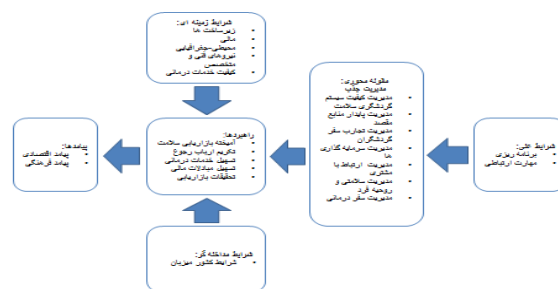 شرایط زمینه ای:
زیرساخت ها
مالی
محیطی-جغرافیایی
نیروهای فنی و
متخصص
کیفیت خدمات درمانی
شرایط علی:
برنامه ریزی
مهارت ارتباطی
مقوله محوری:
مدیریت جذب
مدیریت کیفیت سیستم
گردشگری سلامت
مدیریت پایدار منابع
مقصد
مدیریت تجارب سفر
گردشگران
مدیریت سرمایه گذاری
ها
مدیریت ارتباط با
مشتری
مدیریت سلامتی و
روحیه فرد
مدیریت سفر درمانی
راهبردها:
آمیخته بازاریابی سلامت
تکریم ارباب رجوع
تسهیل خدمات درمانی
تسهیل مبادلات مالی
تحقیقات بازاریابی
پیامدها:
پیامد اقتصادی
پیامد فرهنگی
شرایط مداخله گر:
شرایط کشور میزبان